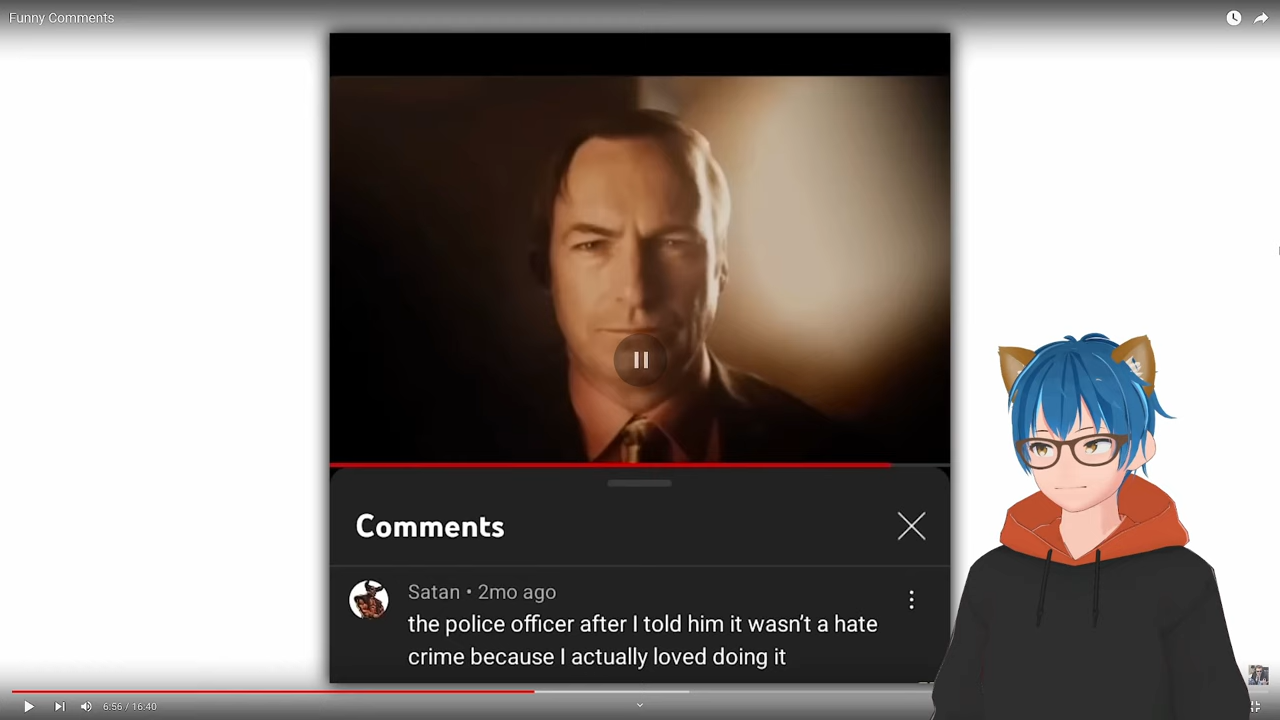 Funny Comments
Comments
Satan • 2mo ago
the police officer after I told him it wasn't a hate
crime because I actually loved doing it
6:56 / 16:40